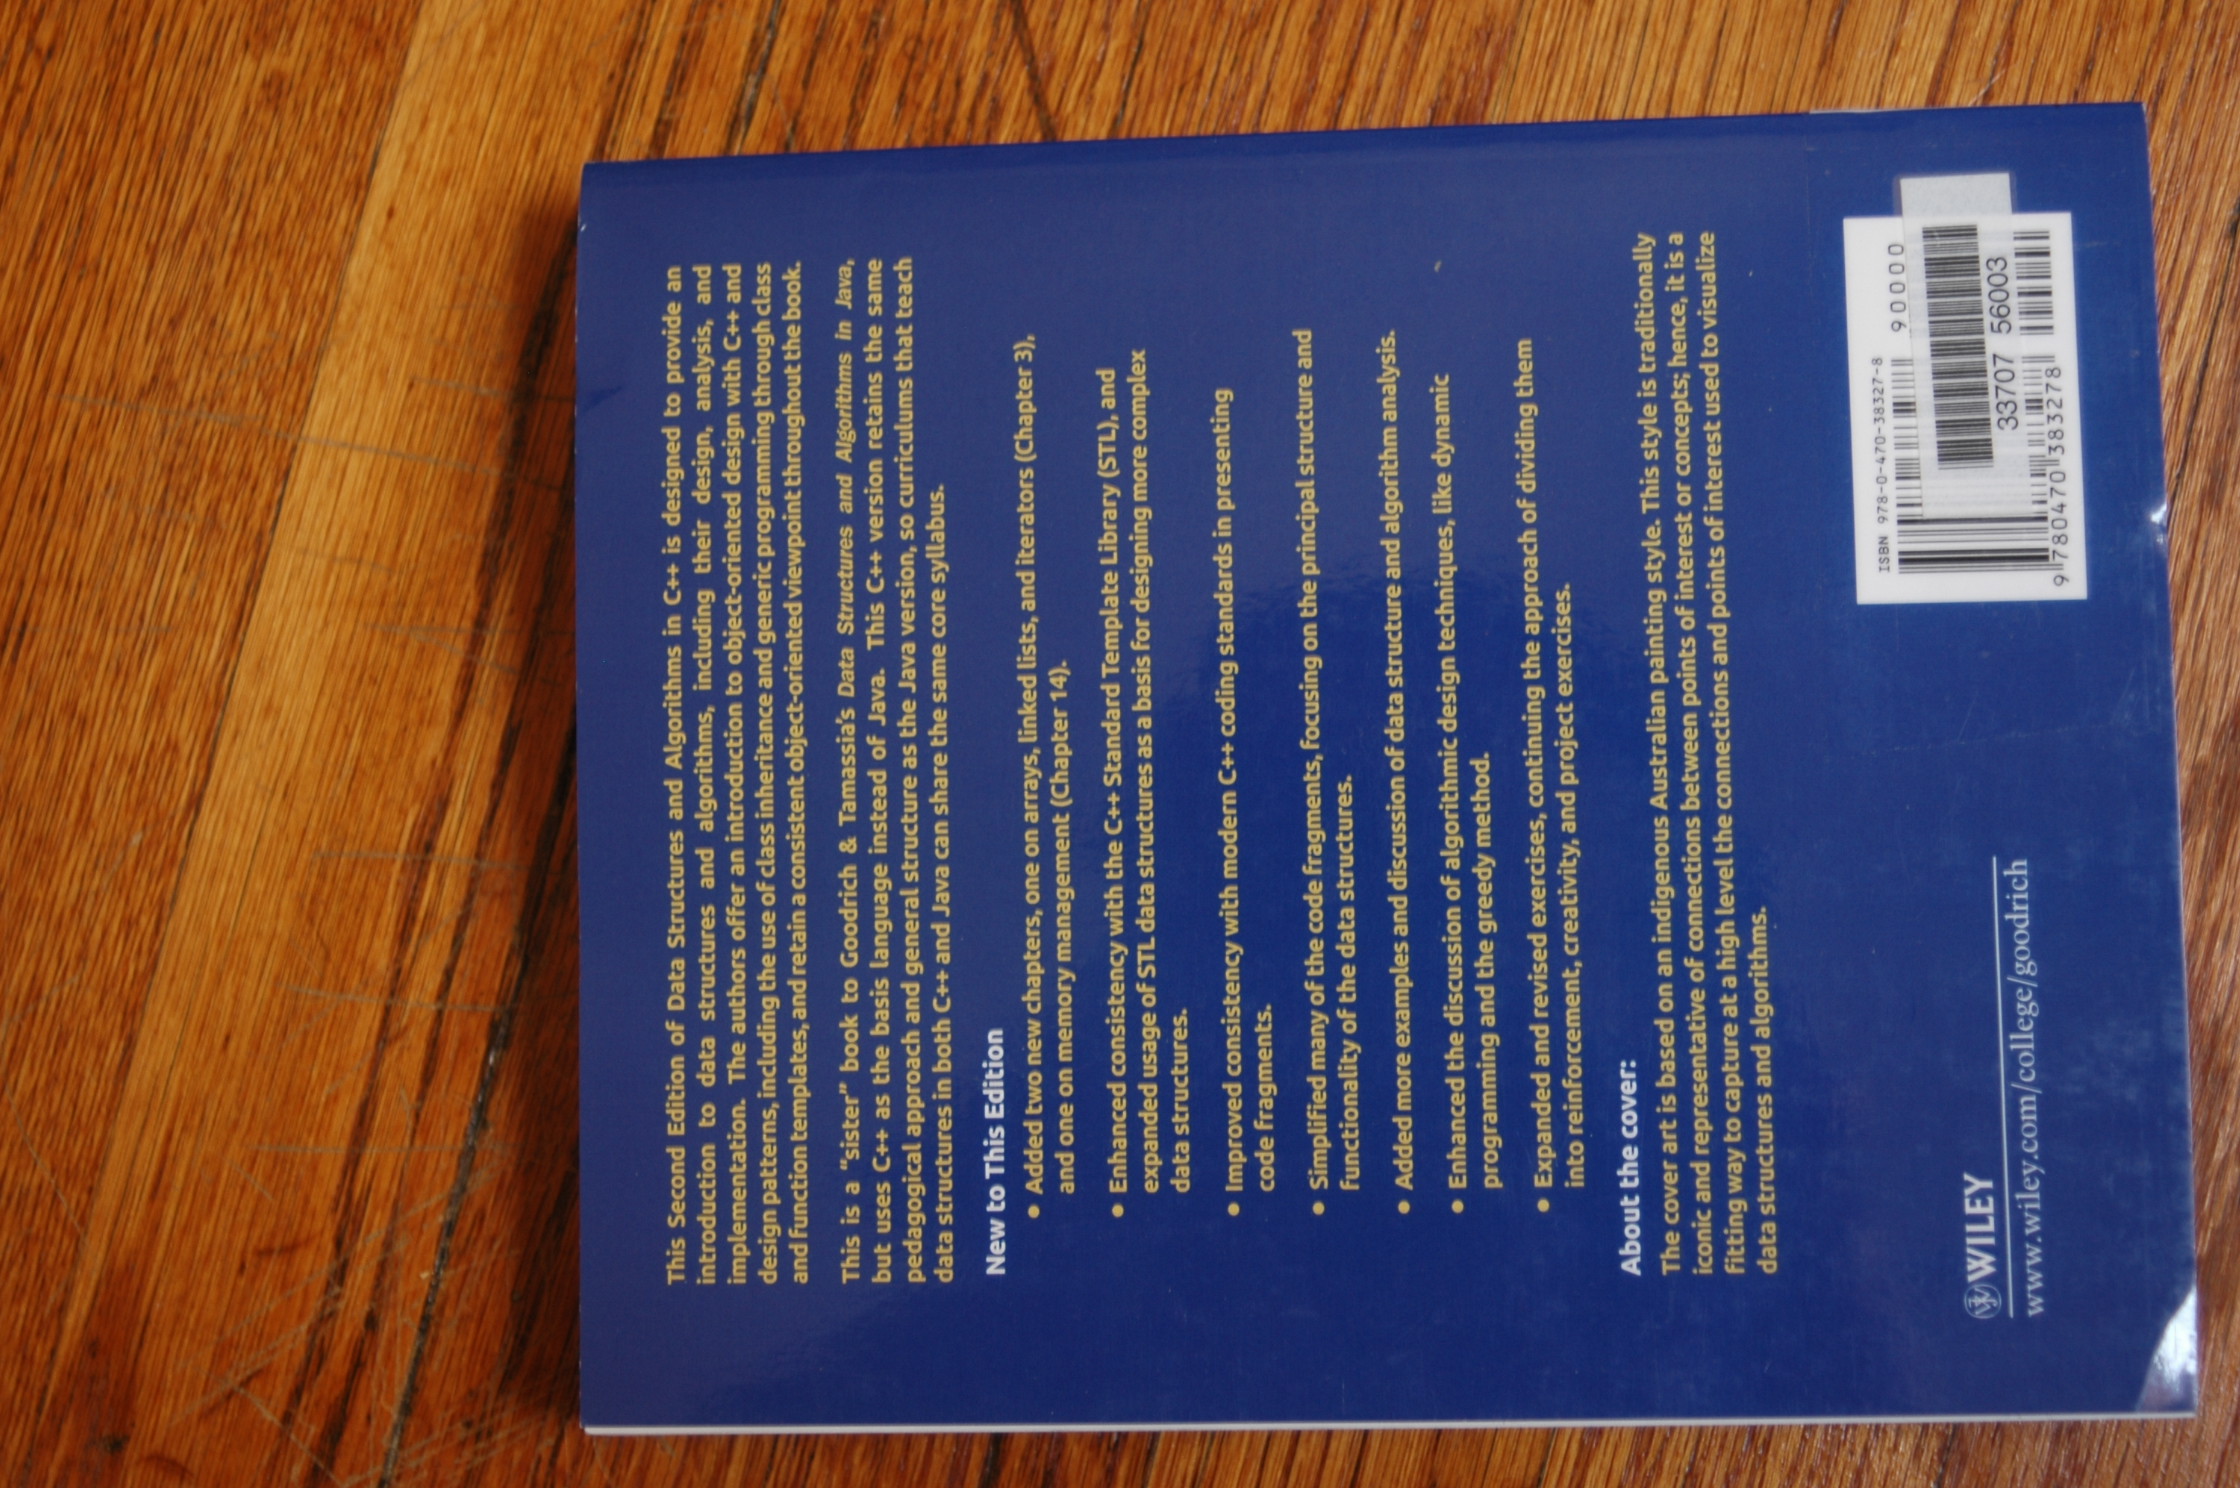 This Second Edition of Data Structures and Algorithms in C++ is designed to provide an
introduction to data structures and algorithms, including their design, analysis, and
implementation. The authors offer an introduction to object-oriented design with C++ and
design patterns, including the use of class inheritance and generic programming through class
and function templates, and retain a consistent object-oriented viewpoint throughout the book.
This is a “sister” book to Goodrich & Tamassia’s Data Structures and Algorithms in Java,
but uses C++ as the basis language instead of Java. This C++ version retains the same
pedagogical approach and general structure as the Java version, so curriculums that teach
data structures in both C++ and Java can share the same core syllabus.
New to This Edition
• Added two new chapters, one on arrays, linked lists, and iterators (Chapter 3),
and one on memory management (Chapter 14).
• Enhanced consistency with the C++ Standard Template Library (STL), and
expanded usage of STL data structures as a basis for designing more complex
data structures.
• Improved consistency with modern C++ coding standards in presenting
code fragments.
• Simplified many of the code fragments, focusing on the principal structure and
functionality of the data structures.
• Added more examples and discussion of data structure and algorithm analysis.
• Enhanced the discussion of algorithmic design techniques, like dynamic
programming and the greedy method.
• Expanded and revised exercises, continuing the approach of dividing them
into reinforcement, creativity, and project exercises.
About the cover:
The cover art is based on an indigenous Australian painting style. This style is traditionally
iconic and representative of connections between points of interest or concepts; hence, it is a
fitting way to capture at a high level the connections and points of interest used to visualize
data structures and algorithms.
WILEY
www.wiley.com/college/goodrich
ISBN 978-0-470-38327-8
90000
33707 56003
9 780470 383278